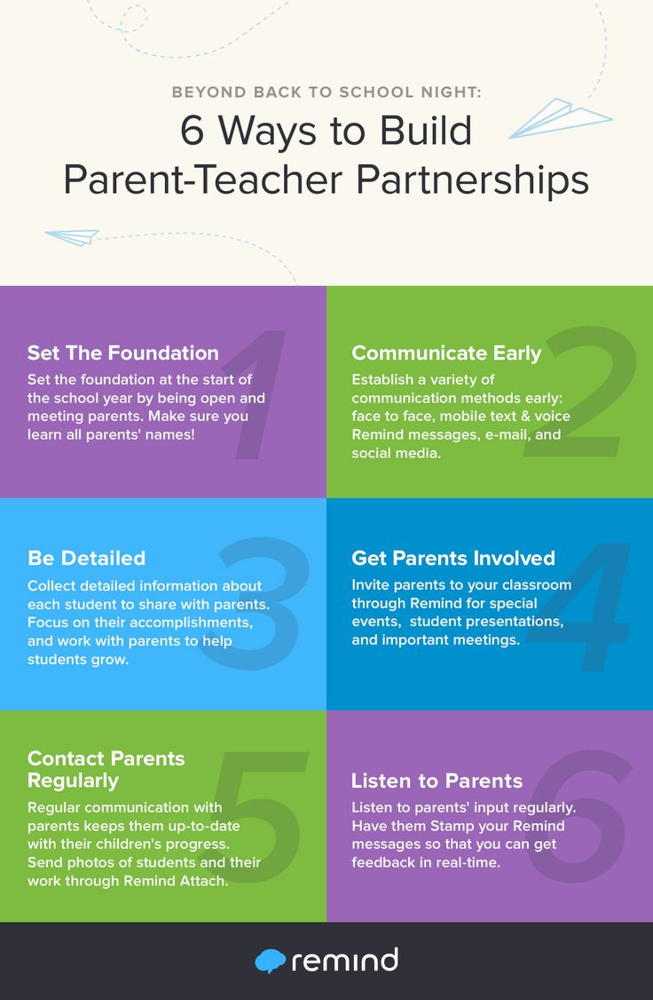 BEYOND BACK TO SCHOOL NIGHT:
6 Ways to Build
Parent-Teacher Partnerships
1
Set The Foundation
Set the foundation at the start of
the school year by being open and
meeting parents. Make sure you
learn all parents' names!
2
Communicate Early
Establish a variety of
communication methods early:
face to face, mobile text & voice
Remind messages, e-mail, and
social media.
3
Be Detailed
Collect detailed information about
each student to share with parents.
Focus on their accomplishments,
and work with parents to help
students grow.
4
Get Parents Involved
Invite parents to your classroom
through Remind for special
events,  student presentations,
and important meetings.
5
Contact Parents
Regularly
Regular communication with
parents keeps them up-to-date
with their children's progress.
Send photos of students and their
work through Remind Attach.
6
Listen to Parents
Listen to parents' input regularly.
Have them Stamp your Remind
messages so that you can get
feedback in real-time.
remind